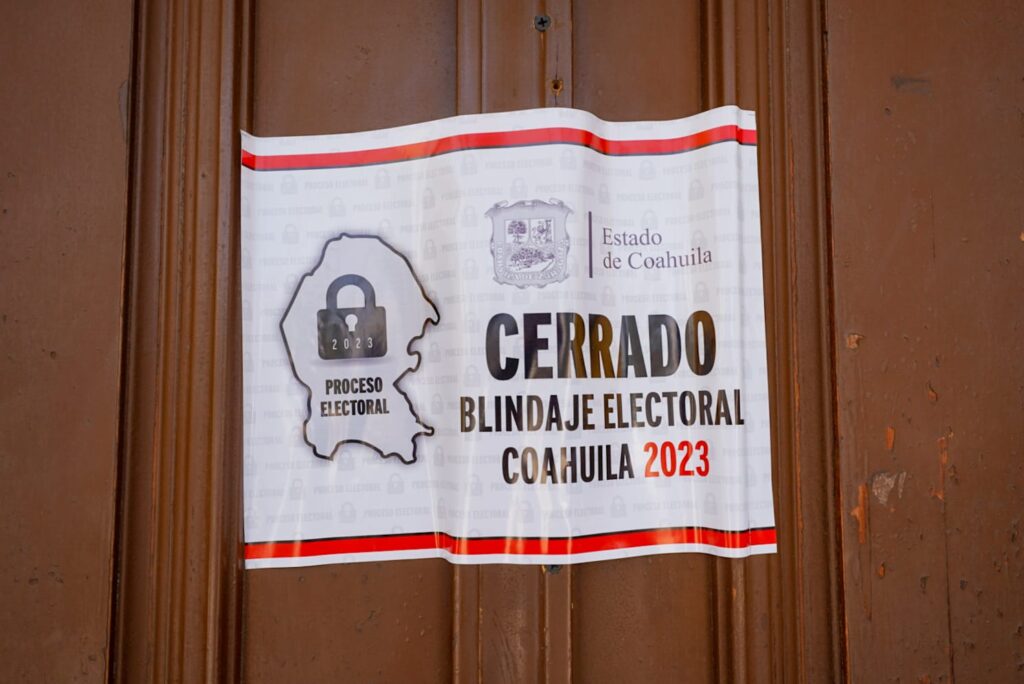 Estado
de Coahuila
2023
PROCESO
ELECTORAL
CERRADO
BLINDAJE ELECTORAL
COAHUILA 2023